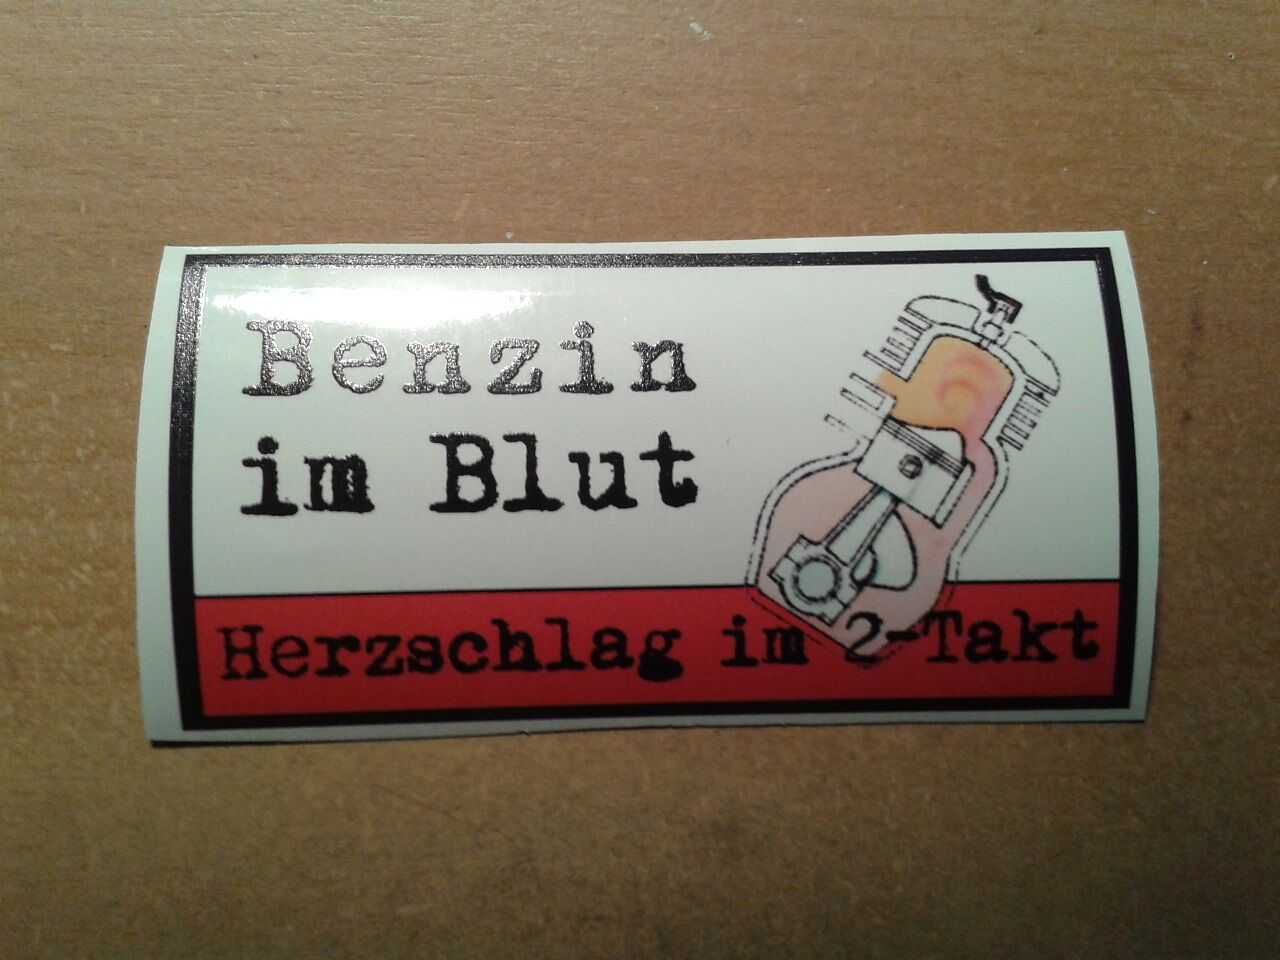 Benzin
im Blut
Herzschlag im 2-Takt